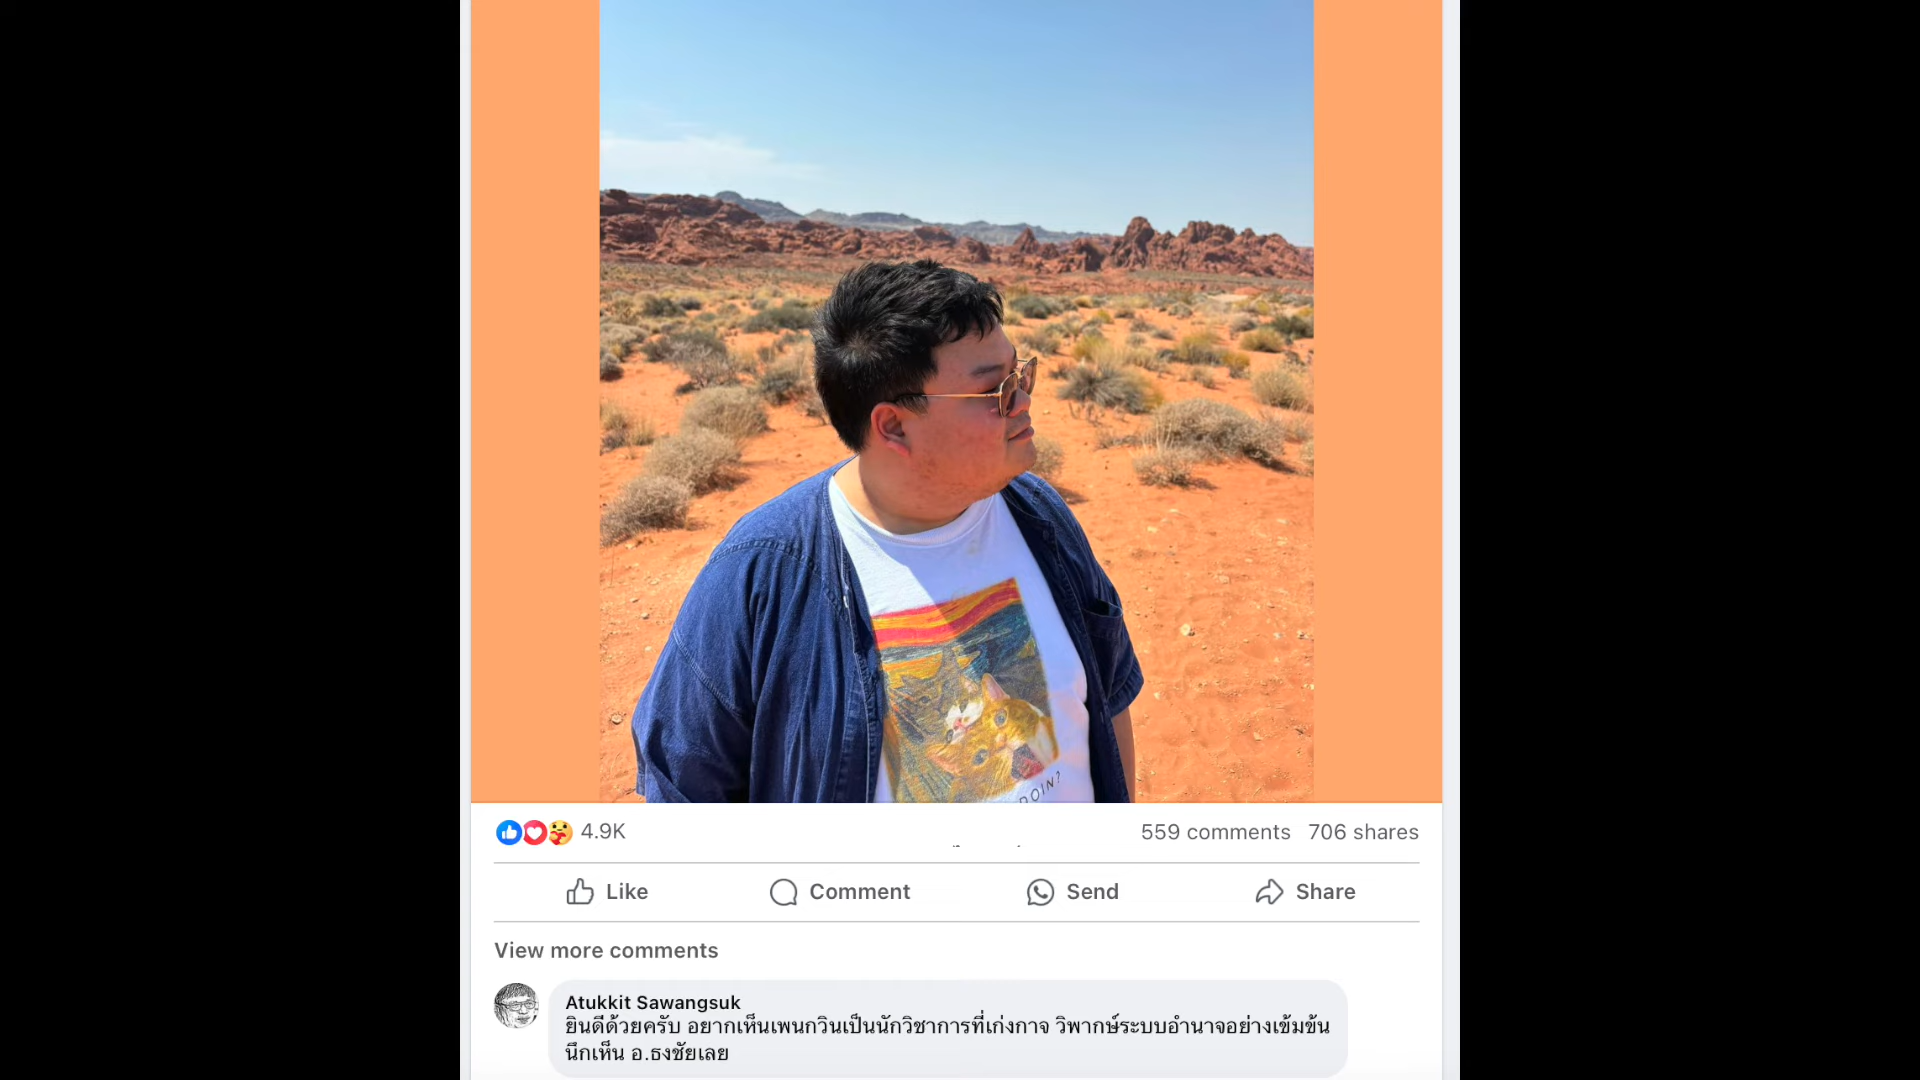 DOIN?
4.9K
559 comments 706 shares
Like Comment Send Share
View more comments
Atukkit Sawangsuk
ยินดีด้วยครับ อยากเห็นเพนกวินเป็นนักวิชาการที่เก่งกาจ วิพากษ์ระบบอำนาจอย่างเข้มข้น
นึกเห็น อ.ธงชัยเลย